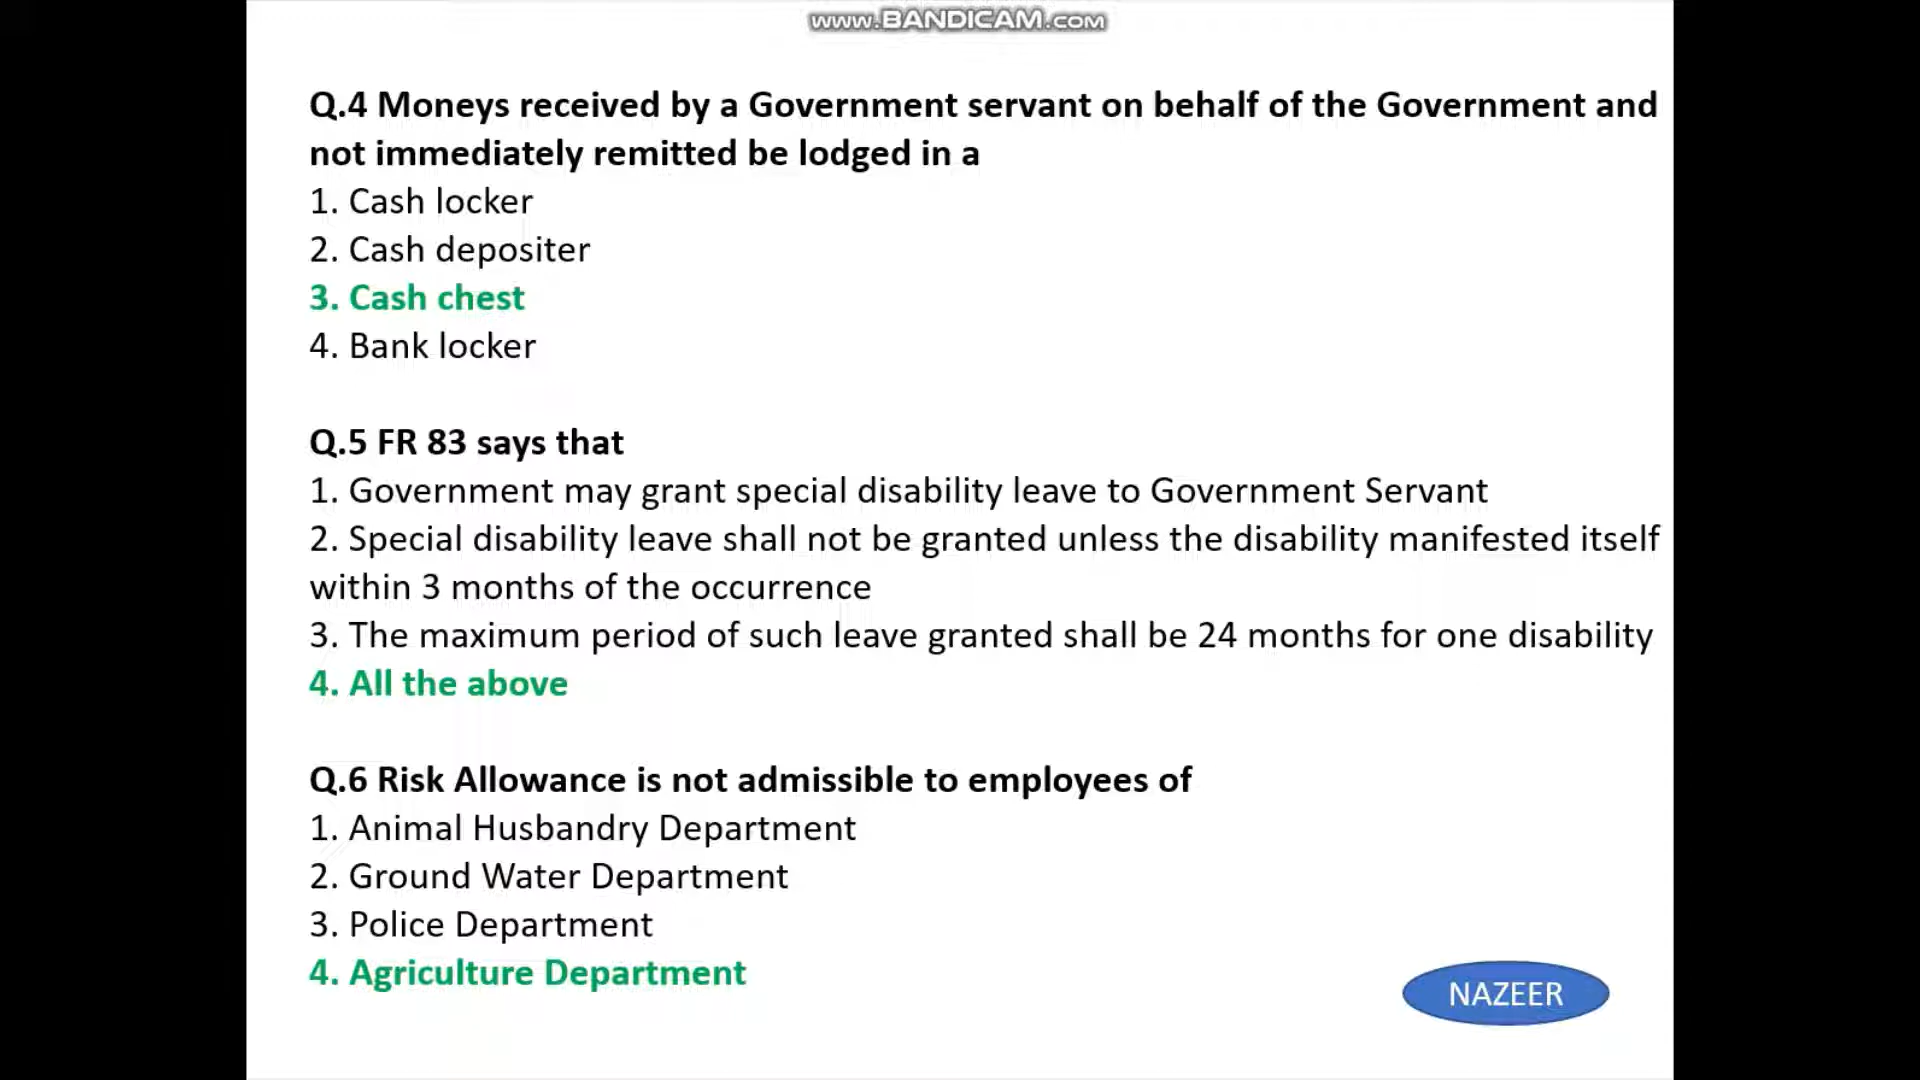 www.BANDICAM.com
Q.4 Moneys received by a Government servant on behalf of the Government and
not immediately remitted be lodged in a
1. Cash locker
2. Cash depositer
3. Cash chest
4. Bank locker
Q.5 FR 83 says that
1. Government may grant special disability leave to Government Servant
2. Special disability leave shall not be granted unless the disability manifested itself
within 3 months of the occurrence
3. The maximum period of such leave granted shall be 24 months for one disability
4. All the above
Q.6 Risk Allowance is not admissible to employees of
1. Animal Husbandry Department
2. Ground Water Department
3. Police Department
4. Agriculture Department
NAZEER